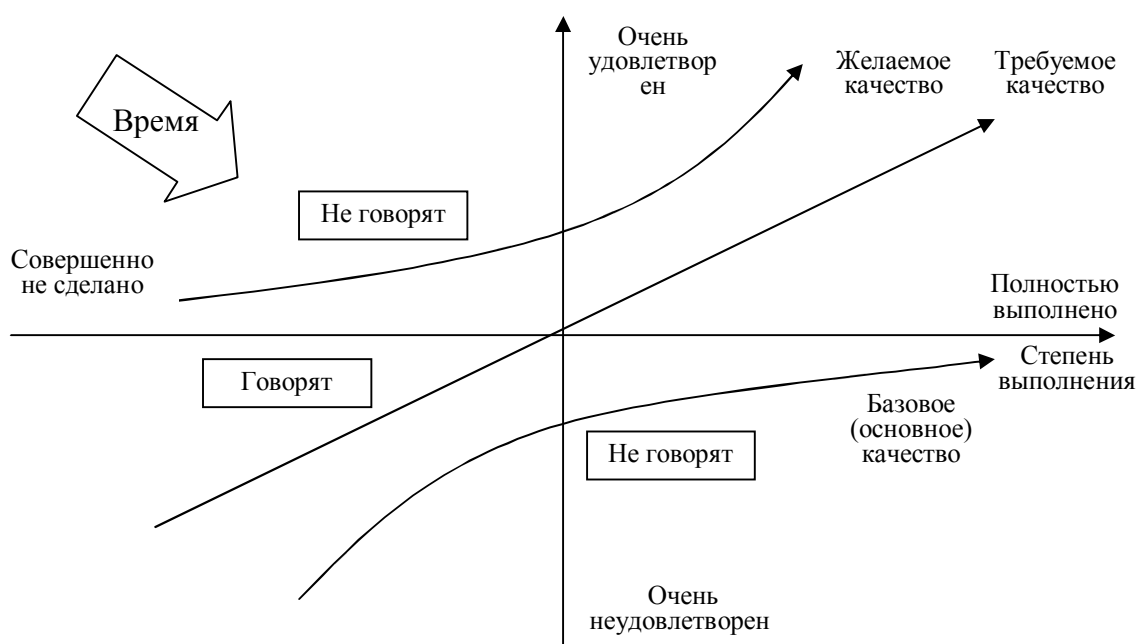 Очень
удовлетвор
ен
Желаемое
качество
Требуемое
качество
Время
Не говорят
Совершенно
не сделано
Полностью
выполнено
Говорят
Степень
выполнения
Базовое
(основное)
качество
Не говорят
Очень
неудовлетворен